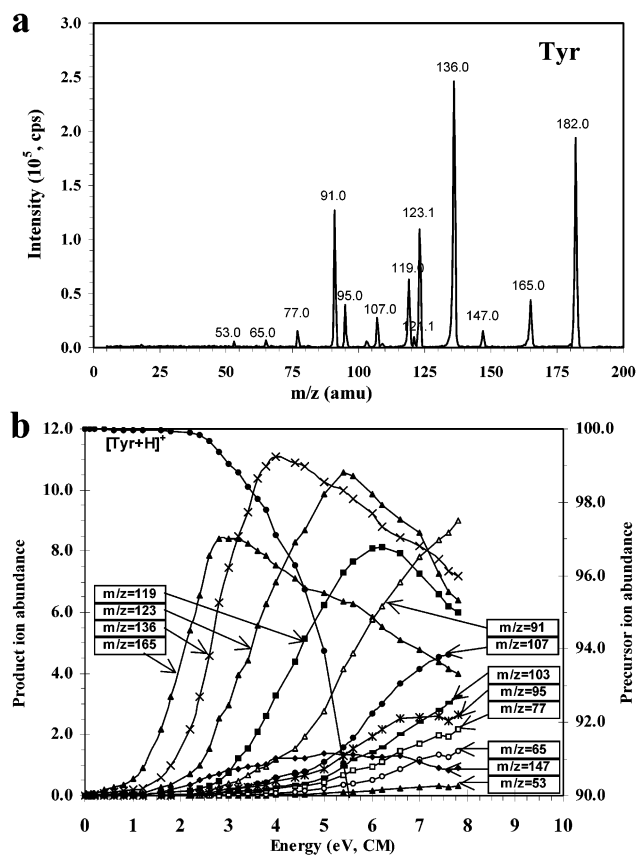 a
Tyr
3.0
2.5
2.0
1.5
1.0
0.5
0.0
Intensity (10⁵, cps)
136.0
182.0
91.0
123.1
119.0
95.0
165.0
77.0
107.0
121.1
147.0
53.0
65.0
0 25 50 75 100 125 150 175 200
m/z (amu)
b
[Tyr+H]⁺
12.0
10.0
8.0
6.0
4.0
2.0
0.0
Product ion abundance
m/z=119
m/z=123
m/z=136
m/z=165
m/z=91
m/z=107
m/z=103
m/z=95
m/z=77
m/z=65
m/z=147
m/z=53
100.0
98.0
96.0
94.0
92.0
90.0
Precursor ion abundance
0 1 2 3 4 5 6 7 8 9 10
Energy (eV, CM)